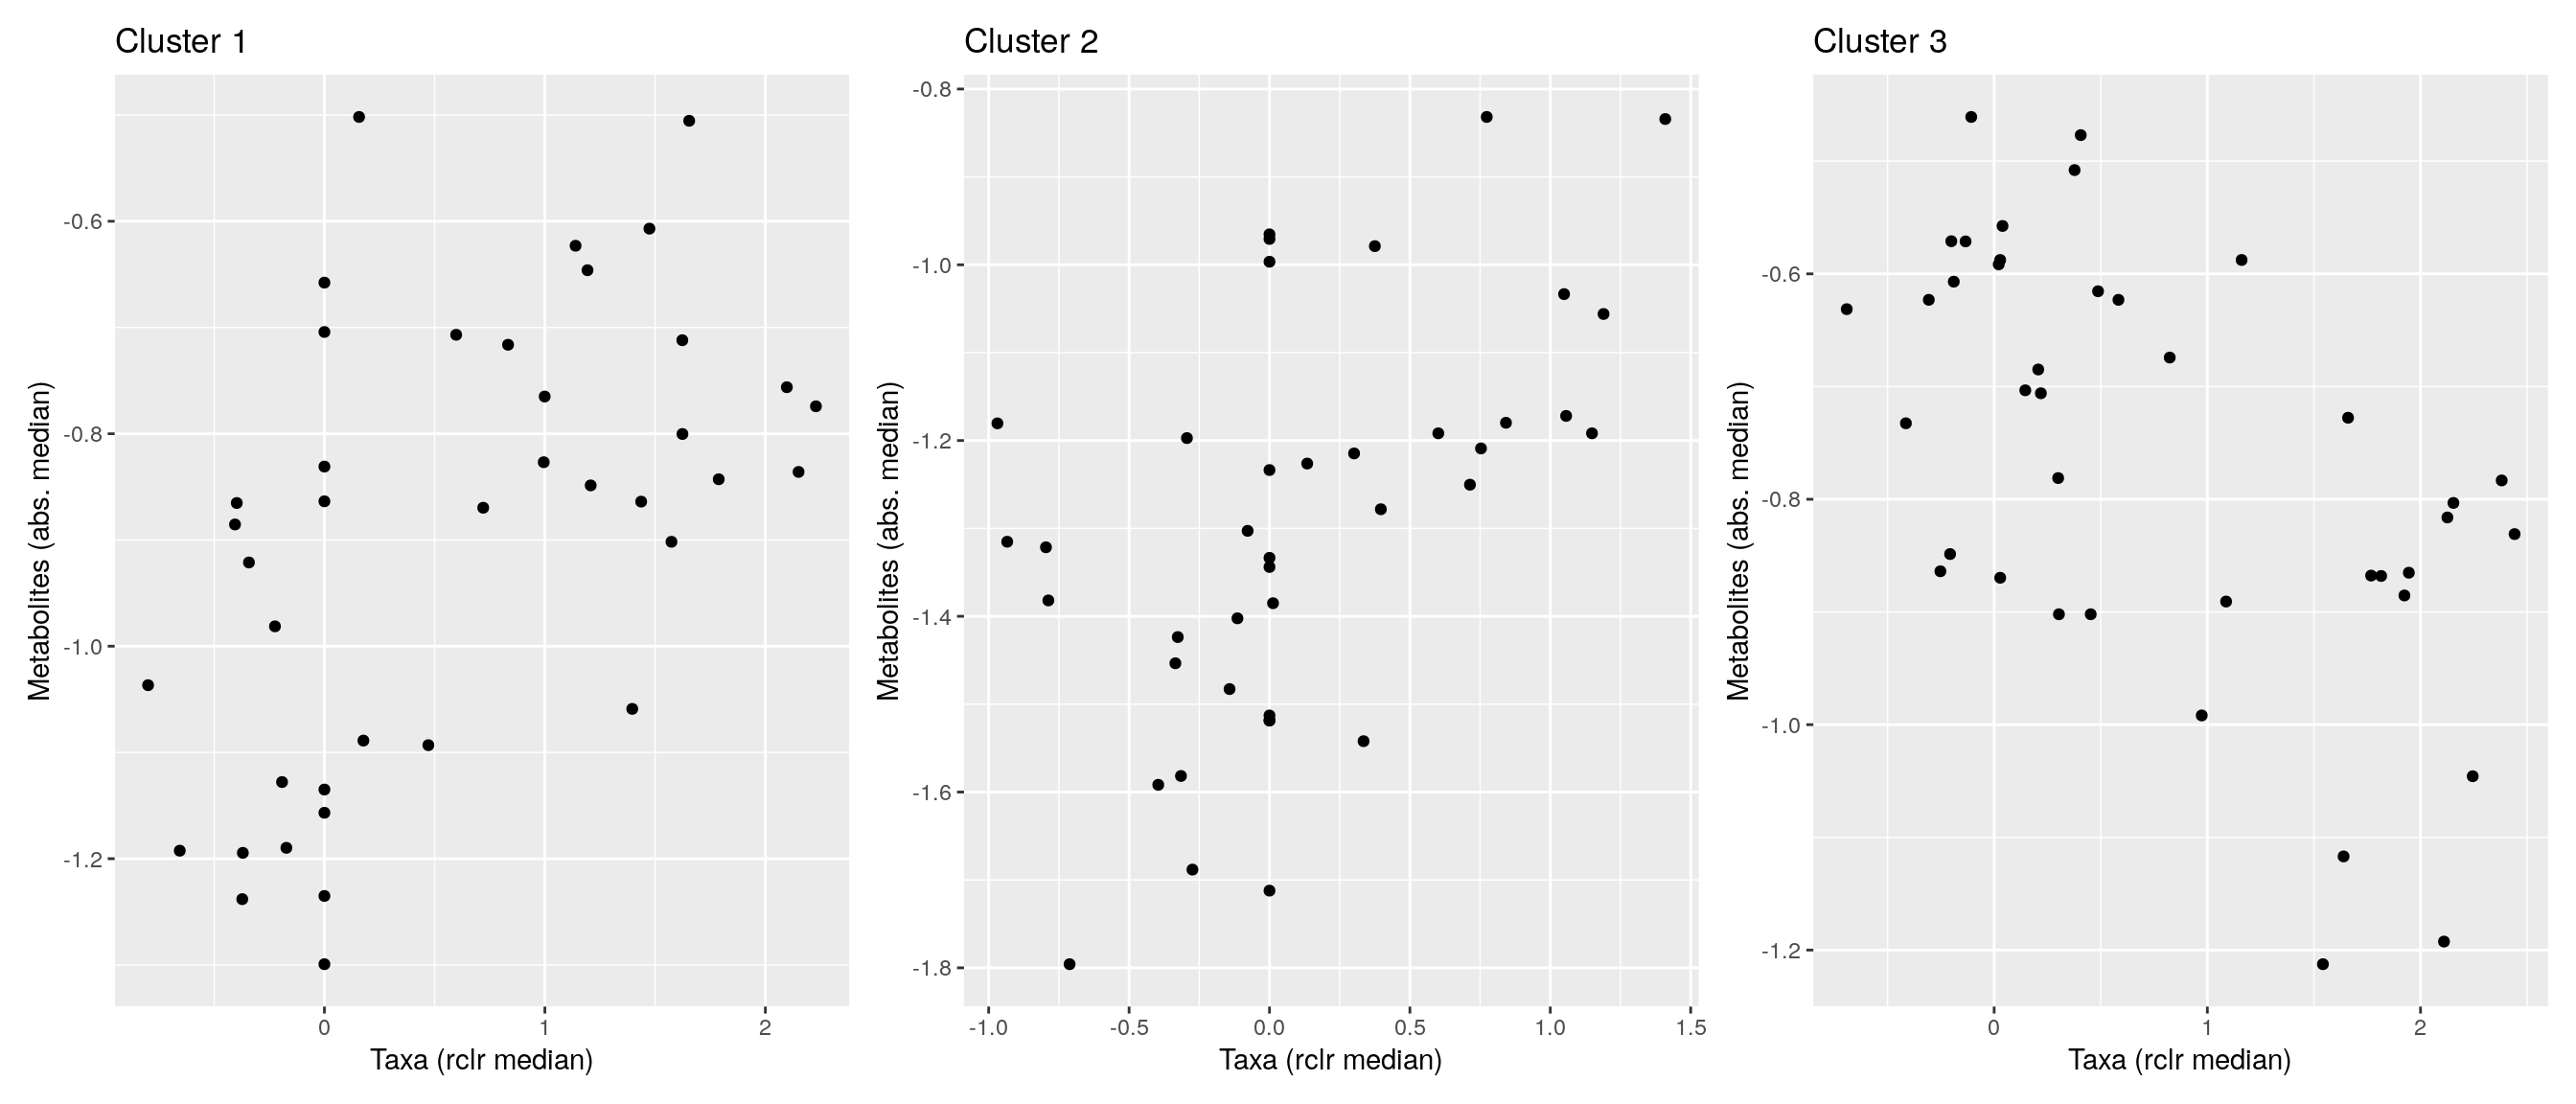 Cluster 1
Metabolites (abs. median)
-0.6
-0.8
-1.0
-1.2
0
1
2
Taxa (rclr median)
Cluster 2
Metabolites (abs. median)
-0.8
-1.0
-1.2
-1.4
-1.6
-1.8
-1.0
-0.5
0.0
0.5
1.0
1.5
Taxa (rclr median)
Cluster 3
Metabolites (abs. median)
-0.6
-0.8
-1.0
-1.2
0
1
2
Taxa (rclr median)